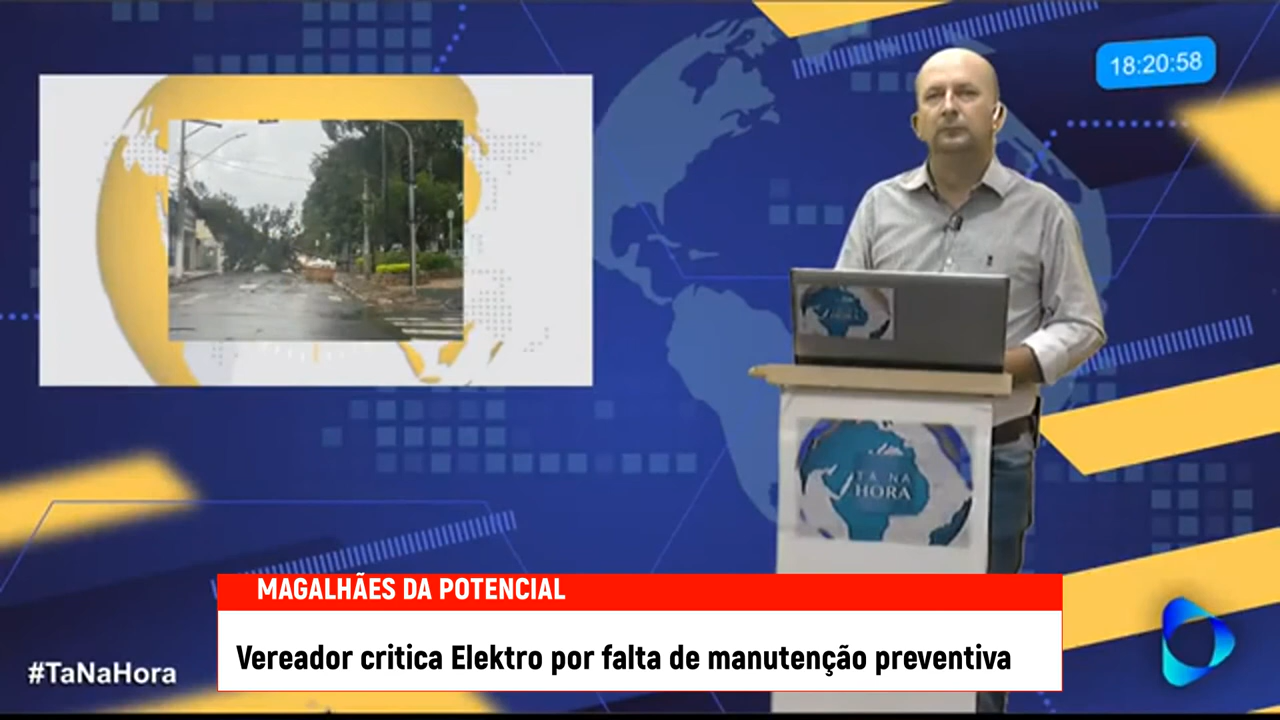 18:20:58
TA NA
HORA
MAGALHÃES DA POTENCIAL
Vereador critica Elektro por falta de manutenção preventiva
#TaNaHora